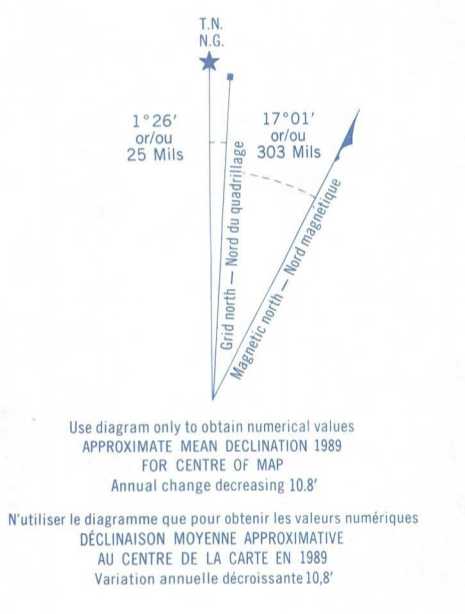 T.N.
N.G.
1°26′
or/ou
25 Mils
17°01′
or/ou
303 Mils
Grid north — Nord du quadrillage
Magnetic north — Nord magnetique
Use diagram only to obtain numerical values
APPROXIMATE MEAN DECLINATION 1989
FOR CENTRE OF MAP
Annual change decreasing 10.8′
N'utiliser le diagramme que pour obtenir les valeurs numériques
DÉCLINAISON MOYENNE APPROXIMATIVE
AU CENTRE DE LA CARTE EN 1989
Variation annuelle décroissante 10,8′